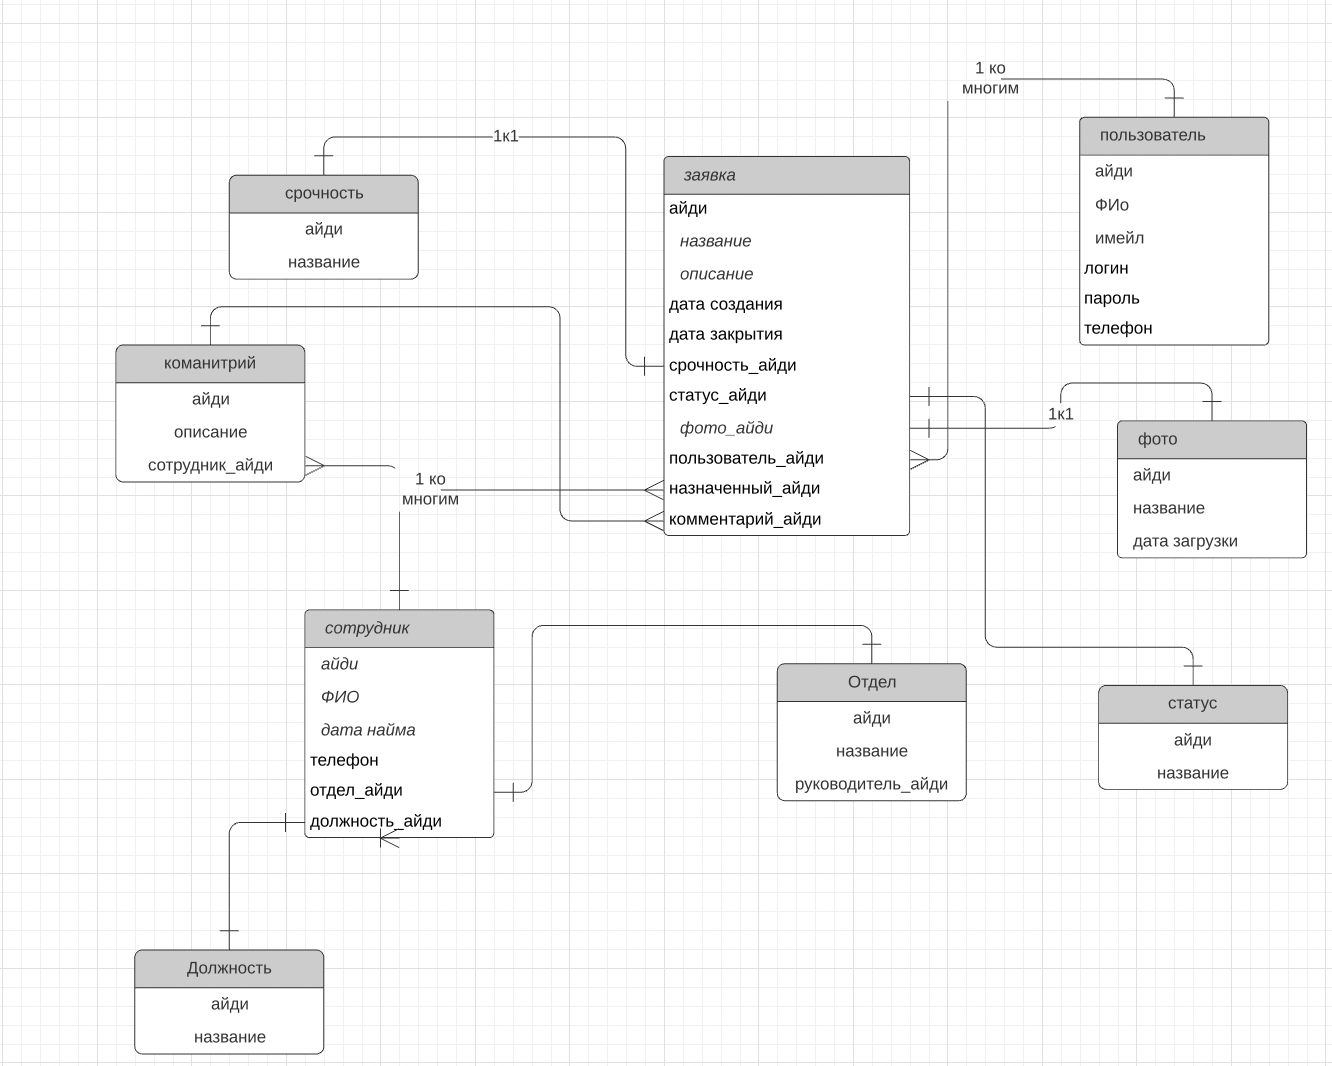 1 ко
многим
пользователь
айди
ФИо
имейл
логин
пароль
телефон
1к1
срочность
айди
название
заявка
айди
название
описание
дата создания
дата закрытия
срочность_айди
статус_айди
фото_айди
пользователь_айди
назначенный_айди
комментарий_айди
команитрий
айди
описание
сотрудник_айди
1к1
фото
айди
название
дата загрузки
1 ко
многим
сотрудник
айди
ФИО
дата найма
телефон
отдел_айди
должность_айди
Отдел
айди
название
руководитель_айди
статус
айди
название
Должность
айди
название